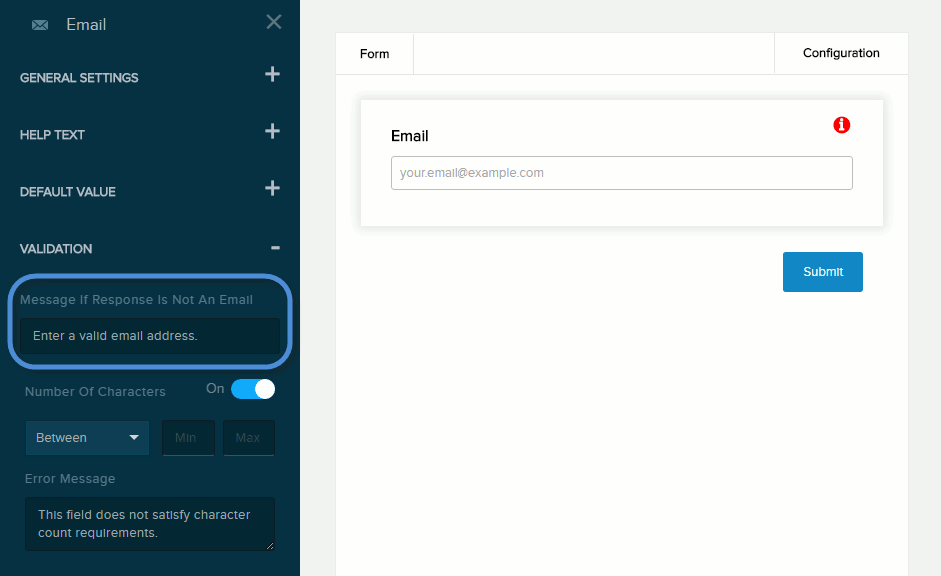 Email
GENERAL SETTINGS
HELP TEXT
DEFAULT VALUE
VALIDATION
Message If Response Is Not An Email
Enter a valid email address.
Number Of Characters On
Between Min Max
Error Message
This field does not satisfy character
count requirements.
Form Configuration
Email
your.email@example.com
Submit